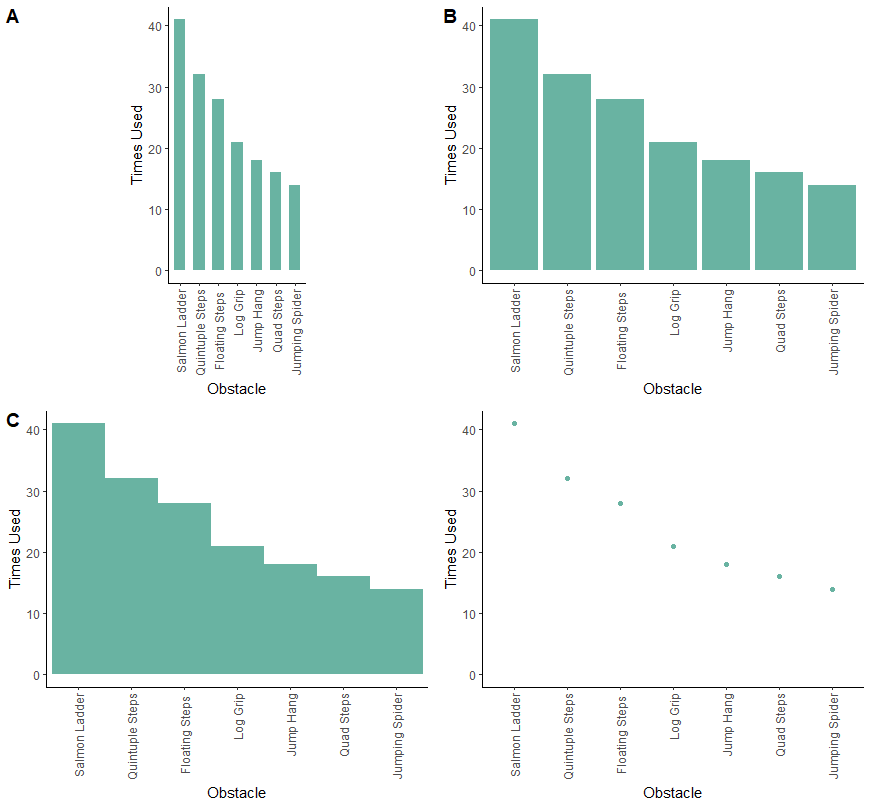 A
Times Used
40
30
20
10
0
Salmon Ladder
Quintuple Steps
Floating Steps
Log Grip
Jump Hang
Quad Steps
Jumping Spider
Obstacle
B
Times Used
40
30
20
10
0
Salmon Ladder
Quintuple Steps
Floating Steps
Log Grip
Jump Hang
Quad Steps
Jumping Spider
Obstacle
C
Times Used
40
30
20
10
0
Salmon Ladder
Quintuple Steps
Floating Steps
Log Grip
Jump Hang
Quad Steps
Jumping Spider
Obstacle
Times Used
40
30
20
10
0
Salmon Ladder
Quintuple Steps
Floating Steps
Log Grip
Jump Hang
Quad Steps
Jumping Spider
Obstacle